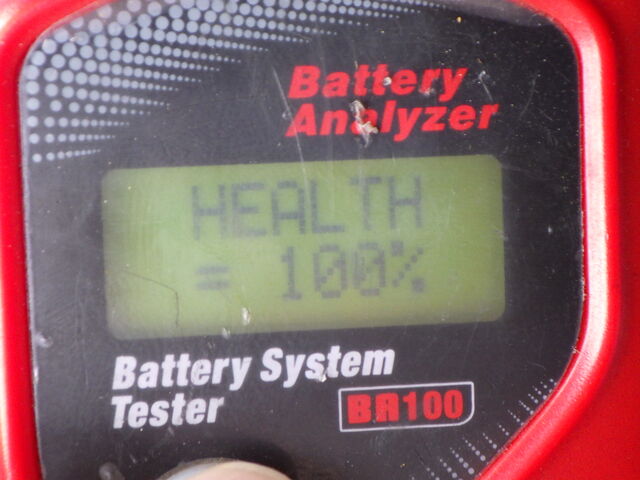 Battery
Analyzer
HEALTH
= 100%
Battery System
Tester
BA100